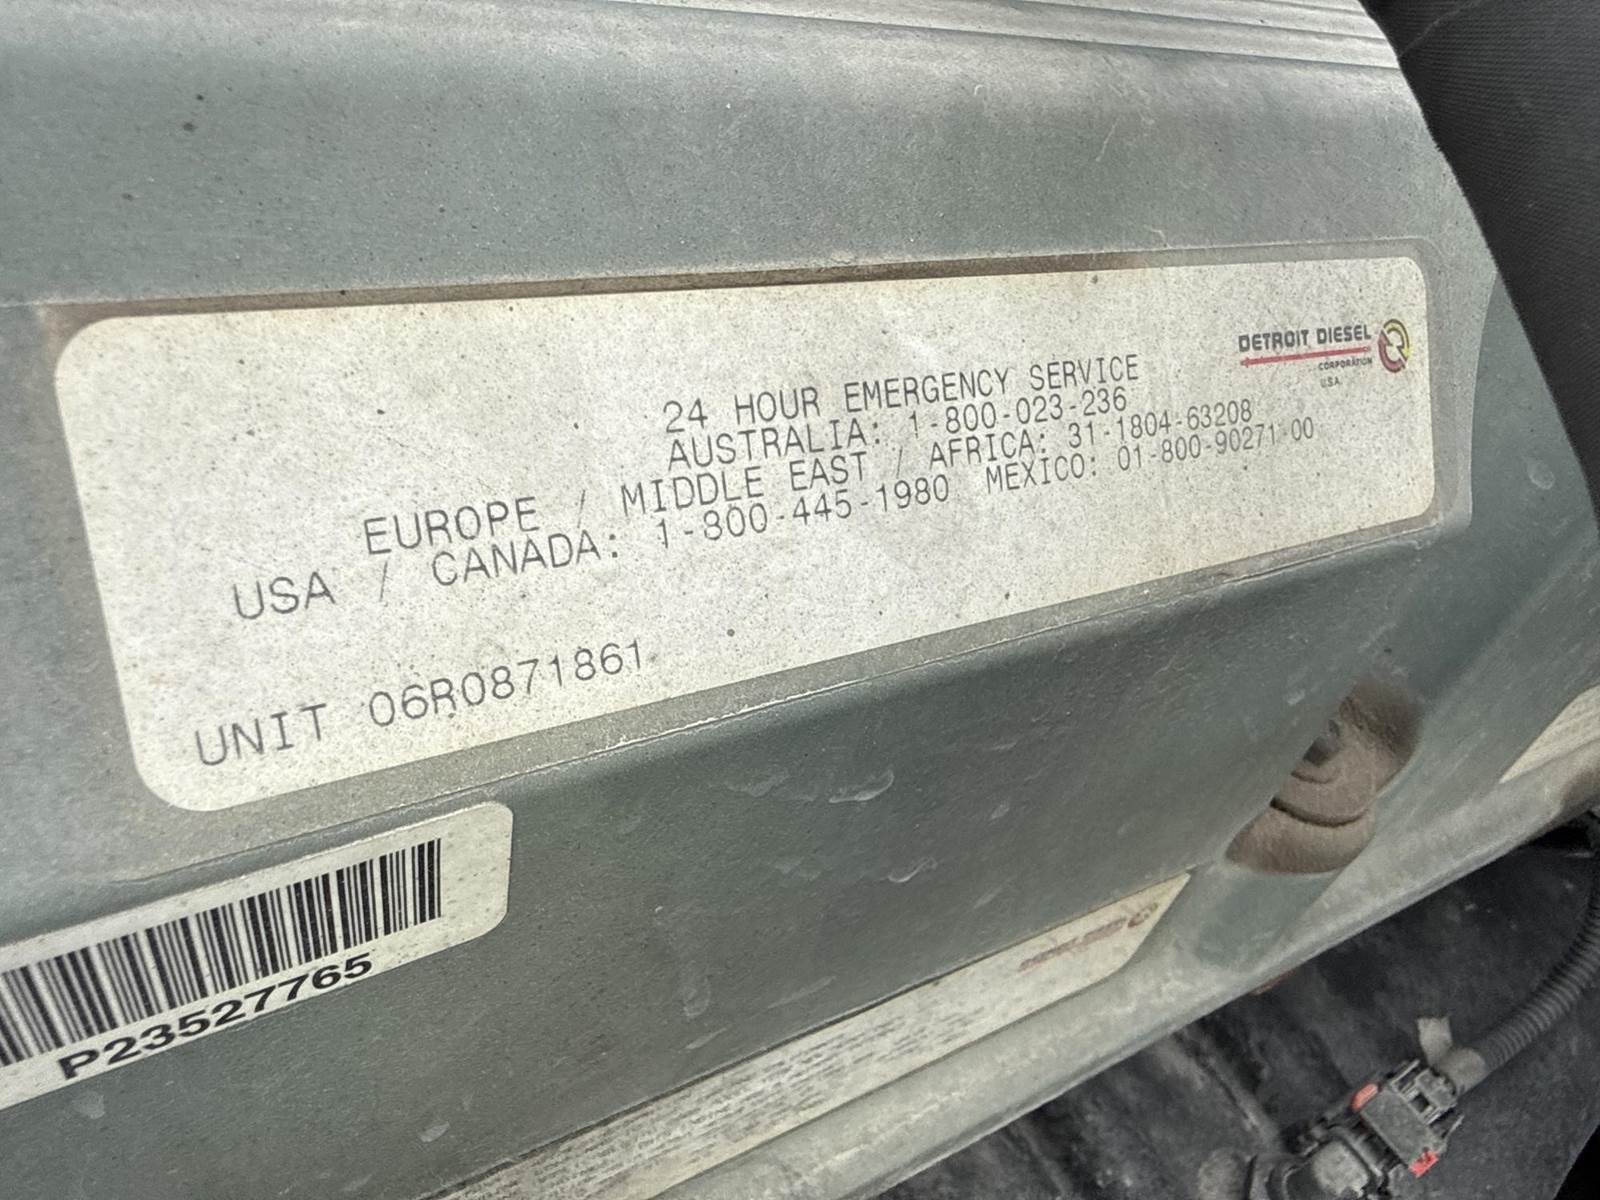 DETROIT DIESEL
CORPORATION
USA
24 HOUR EMERGENCY SERVICE
AUSTRALIA: 1-800-023-236
EUROPE / MIDDLE EAST / AFRICA: 31-1804-63208
USA / CANADA: 1-800-445-1980 MEXICO: 01-800-90271-00
UNIT 06R0871861
P23527765